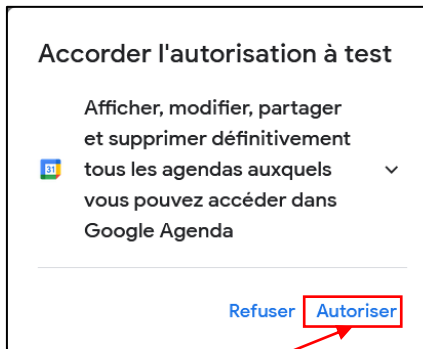 Accorder l'autorisation à test
Afficher, modifier, partager
et supprimer définitivement
31
tous les agendas auxquels
vous pouvez accéder dans
Google Agenda
Refuser Autoriser